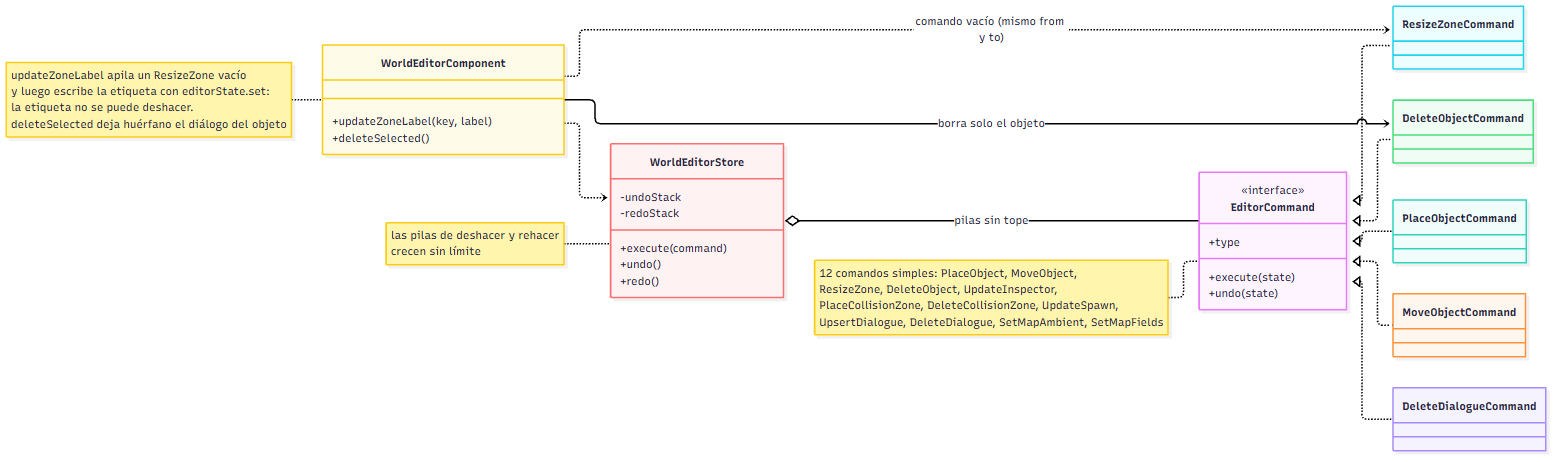 updateZoneLabel apila un ResizeZone vacío
y luego escribe la etiqueta con editorState.set:
la etiqueta no se puede deshacer.
deleteSelected deja huérfano el diálogo del objeto
WorldEditorComponent
+updateZoneLabel(key, label)
+deleteSelected()
comando vacío (mismo from
y to)
borra solo el objeto
WorldEditorStore
-undoStack
-redoStack
+execute(command)
+undo()
+redo()
las pilas de deshacer y rehacer
crecen sin límite
pilas sin tope
12 comandos simples: PlaceObject, MoveObject,
ResizeZone, DeleteObject, UpdateInspector,
PlaceCollisionZone, DeleteCollisionZone, UpdateSpawn,
UpsertDialogue, DeleteDialogue, SetMapAmbient, SetMapFields
«interface»
EditorCommand
+type
+execute(state)
+undo(state)
ResizeZoneCommand
DeleteObjectCommand
PlaceObjectCommand
MoveObjectCommand
DeleteDialogueCommand